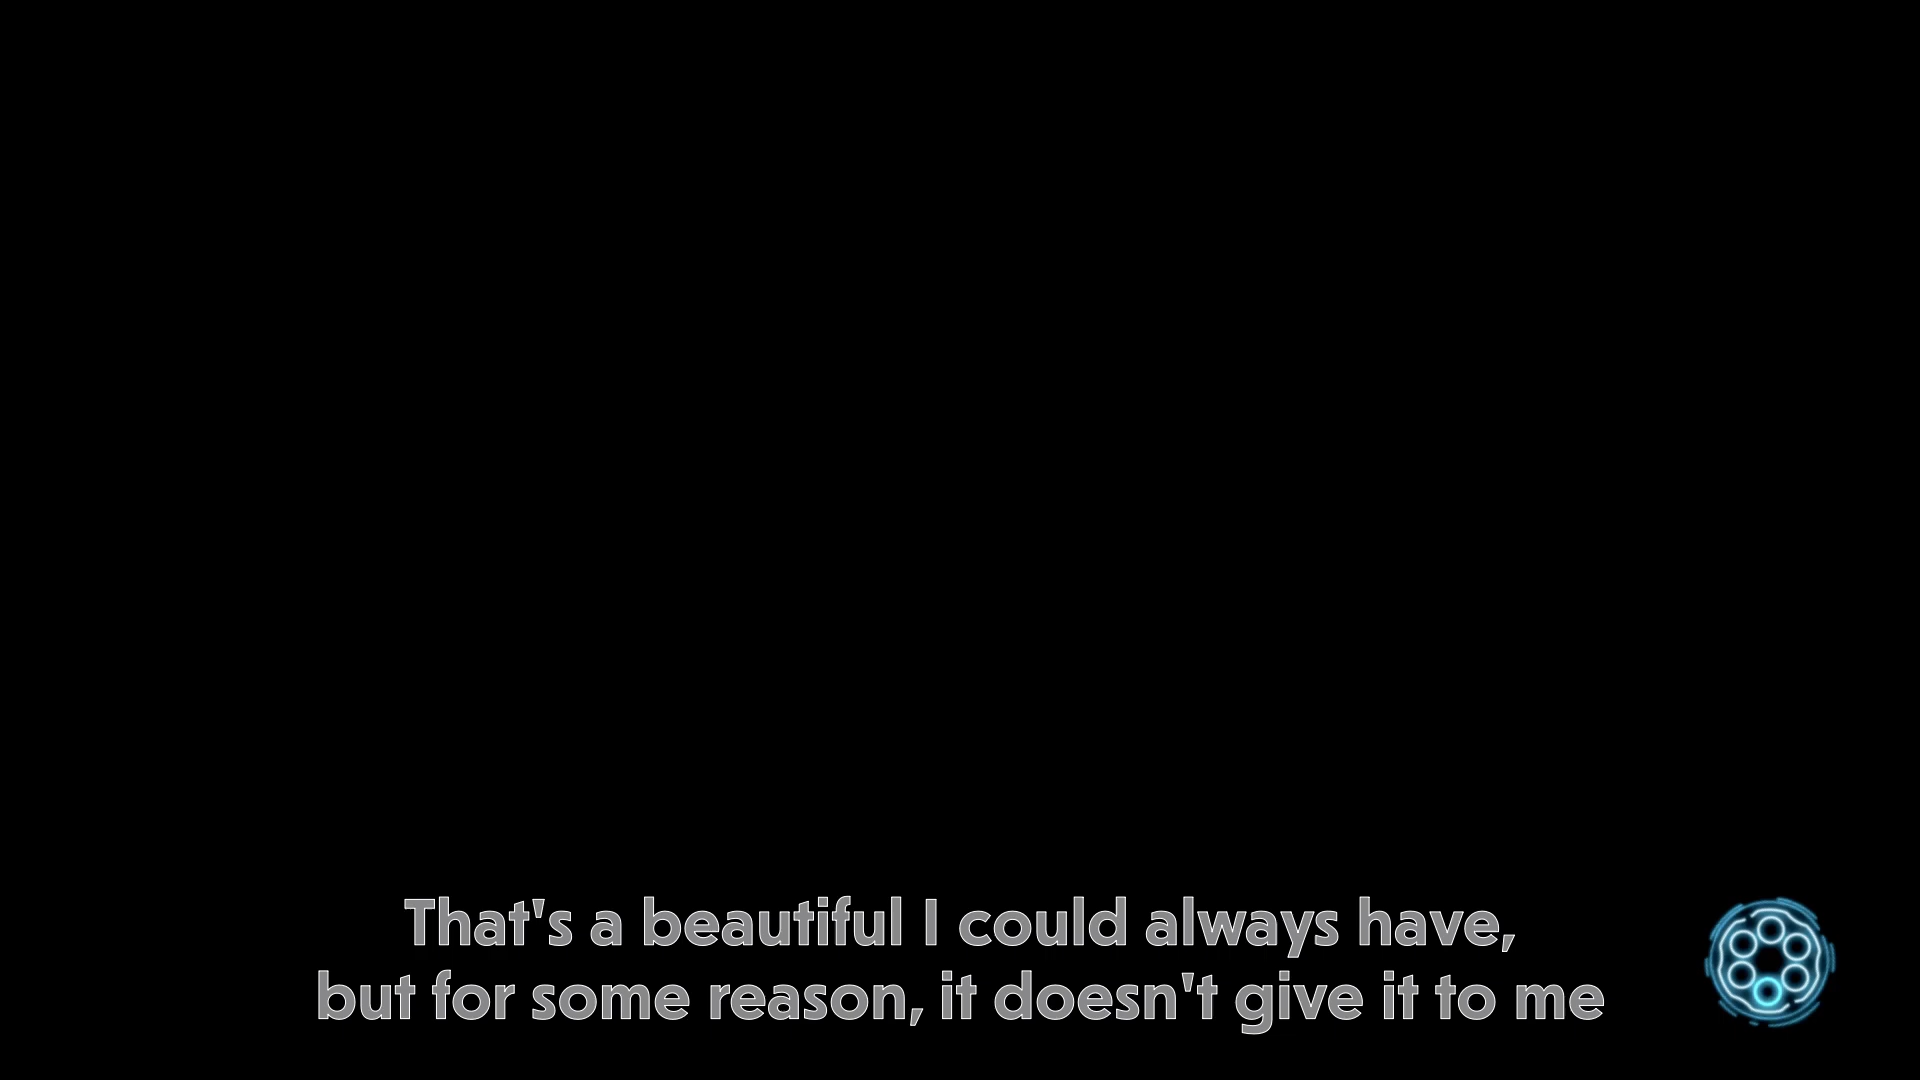 That's a beautiful I could always have,
but for some reason, it doesn't give it to me